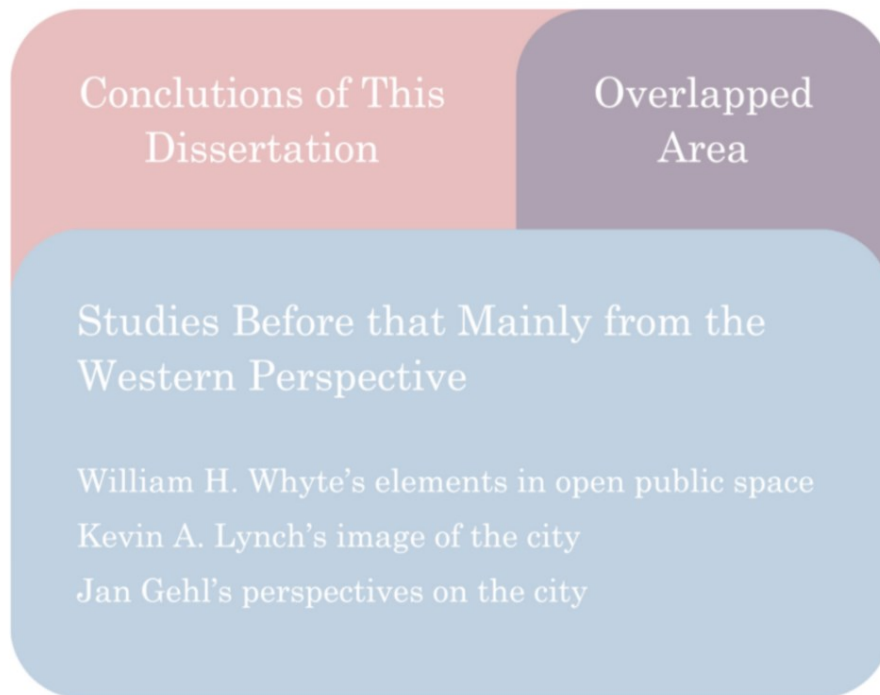 Conclutions of This
Dissertation
Overlapped
Area
Studies Before that Mainly from the
Western Perspective
William H. Whyte’s elements in open public space
Kevin A. Lynch’s image of the city
Jan Gehl’s perspectives on the city